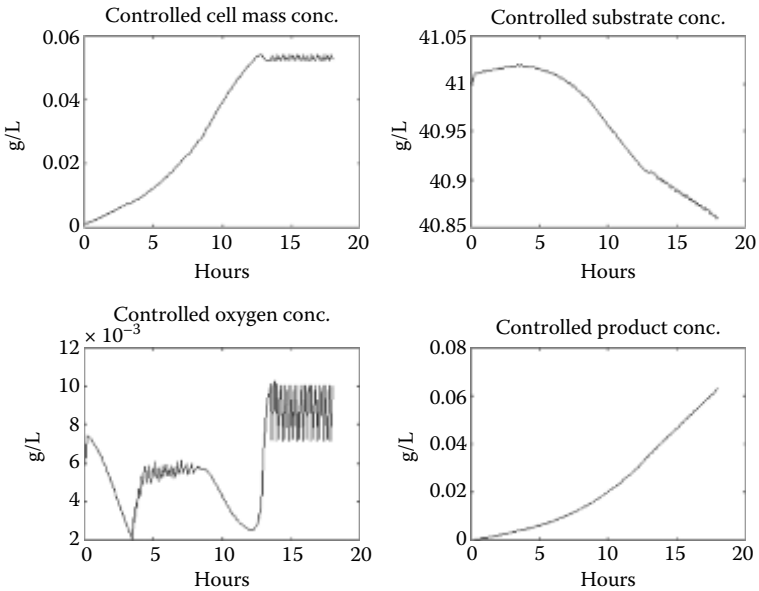 Controlled cell mass conc.
0.06
0.04
0.02
0
g/L
0 5 10 15 20
Hours
Controlled substrate conc.
41.05
41
40.95
40.9
40.85
g/L
0 5 10 15 20
Hours
Controlled oxygen conc.
× 10⁻³
12
10
8
6
4
2
g/L
0 5 10 15 20
Hours
Controlled product conc.
0.08
0.06
0.04
0.02
0
g/L
0 5 10 15 20
Hours